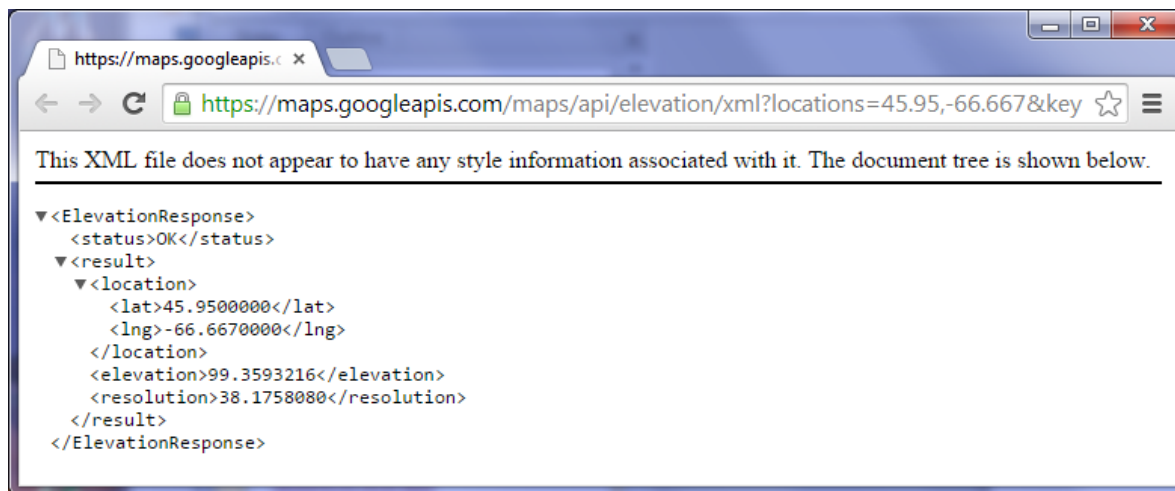 https://maps.googleapis.c
https://maps.googleapis.com/maps/api/elevation/xml?locations=45.95,-66.667&key
This XML file does not appear to have any style information associated with it. The document tree is shown below.
▼<ElevationResponse>
<status>OK</status>
▼<result>
▼<location>
<lat>45.9500000</lat>
<lng>-66.6670000</lng>
</location>
<elevation>99.3593216</elevation>
<resolution>38.1758080</resolution>
</result>
</ElevationResponse>